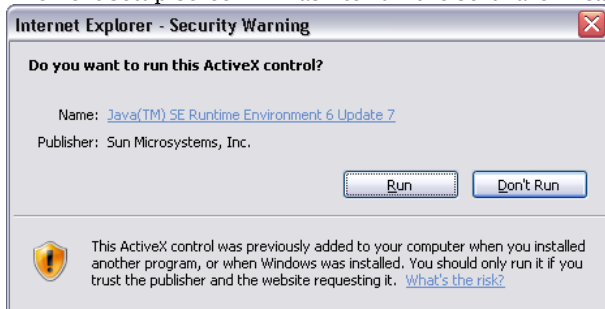 Internet Explorer - Security Warning
Do you want to run this ActiveX control?
Name: Java(TM) SE Runtime Environment 6 Update 7
Publisher: Sun Microsystems, Inc.
Run Don't Run
This ActiveX control was previously added to your computer when you installed
another program, or when Windows was installed. You should only run it if you
trust the publisher and the website requesting it. What's the risk?